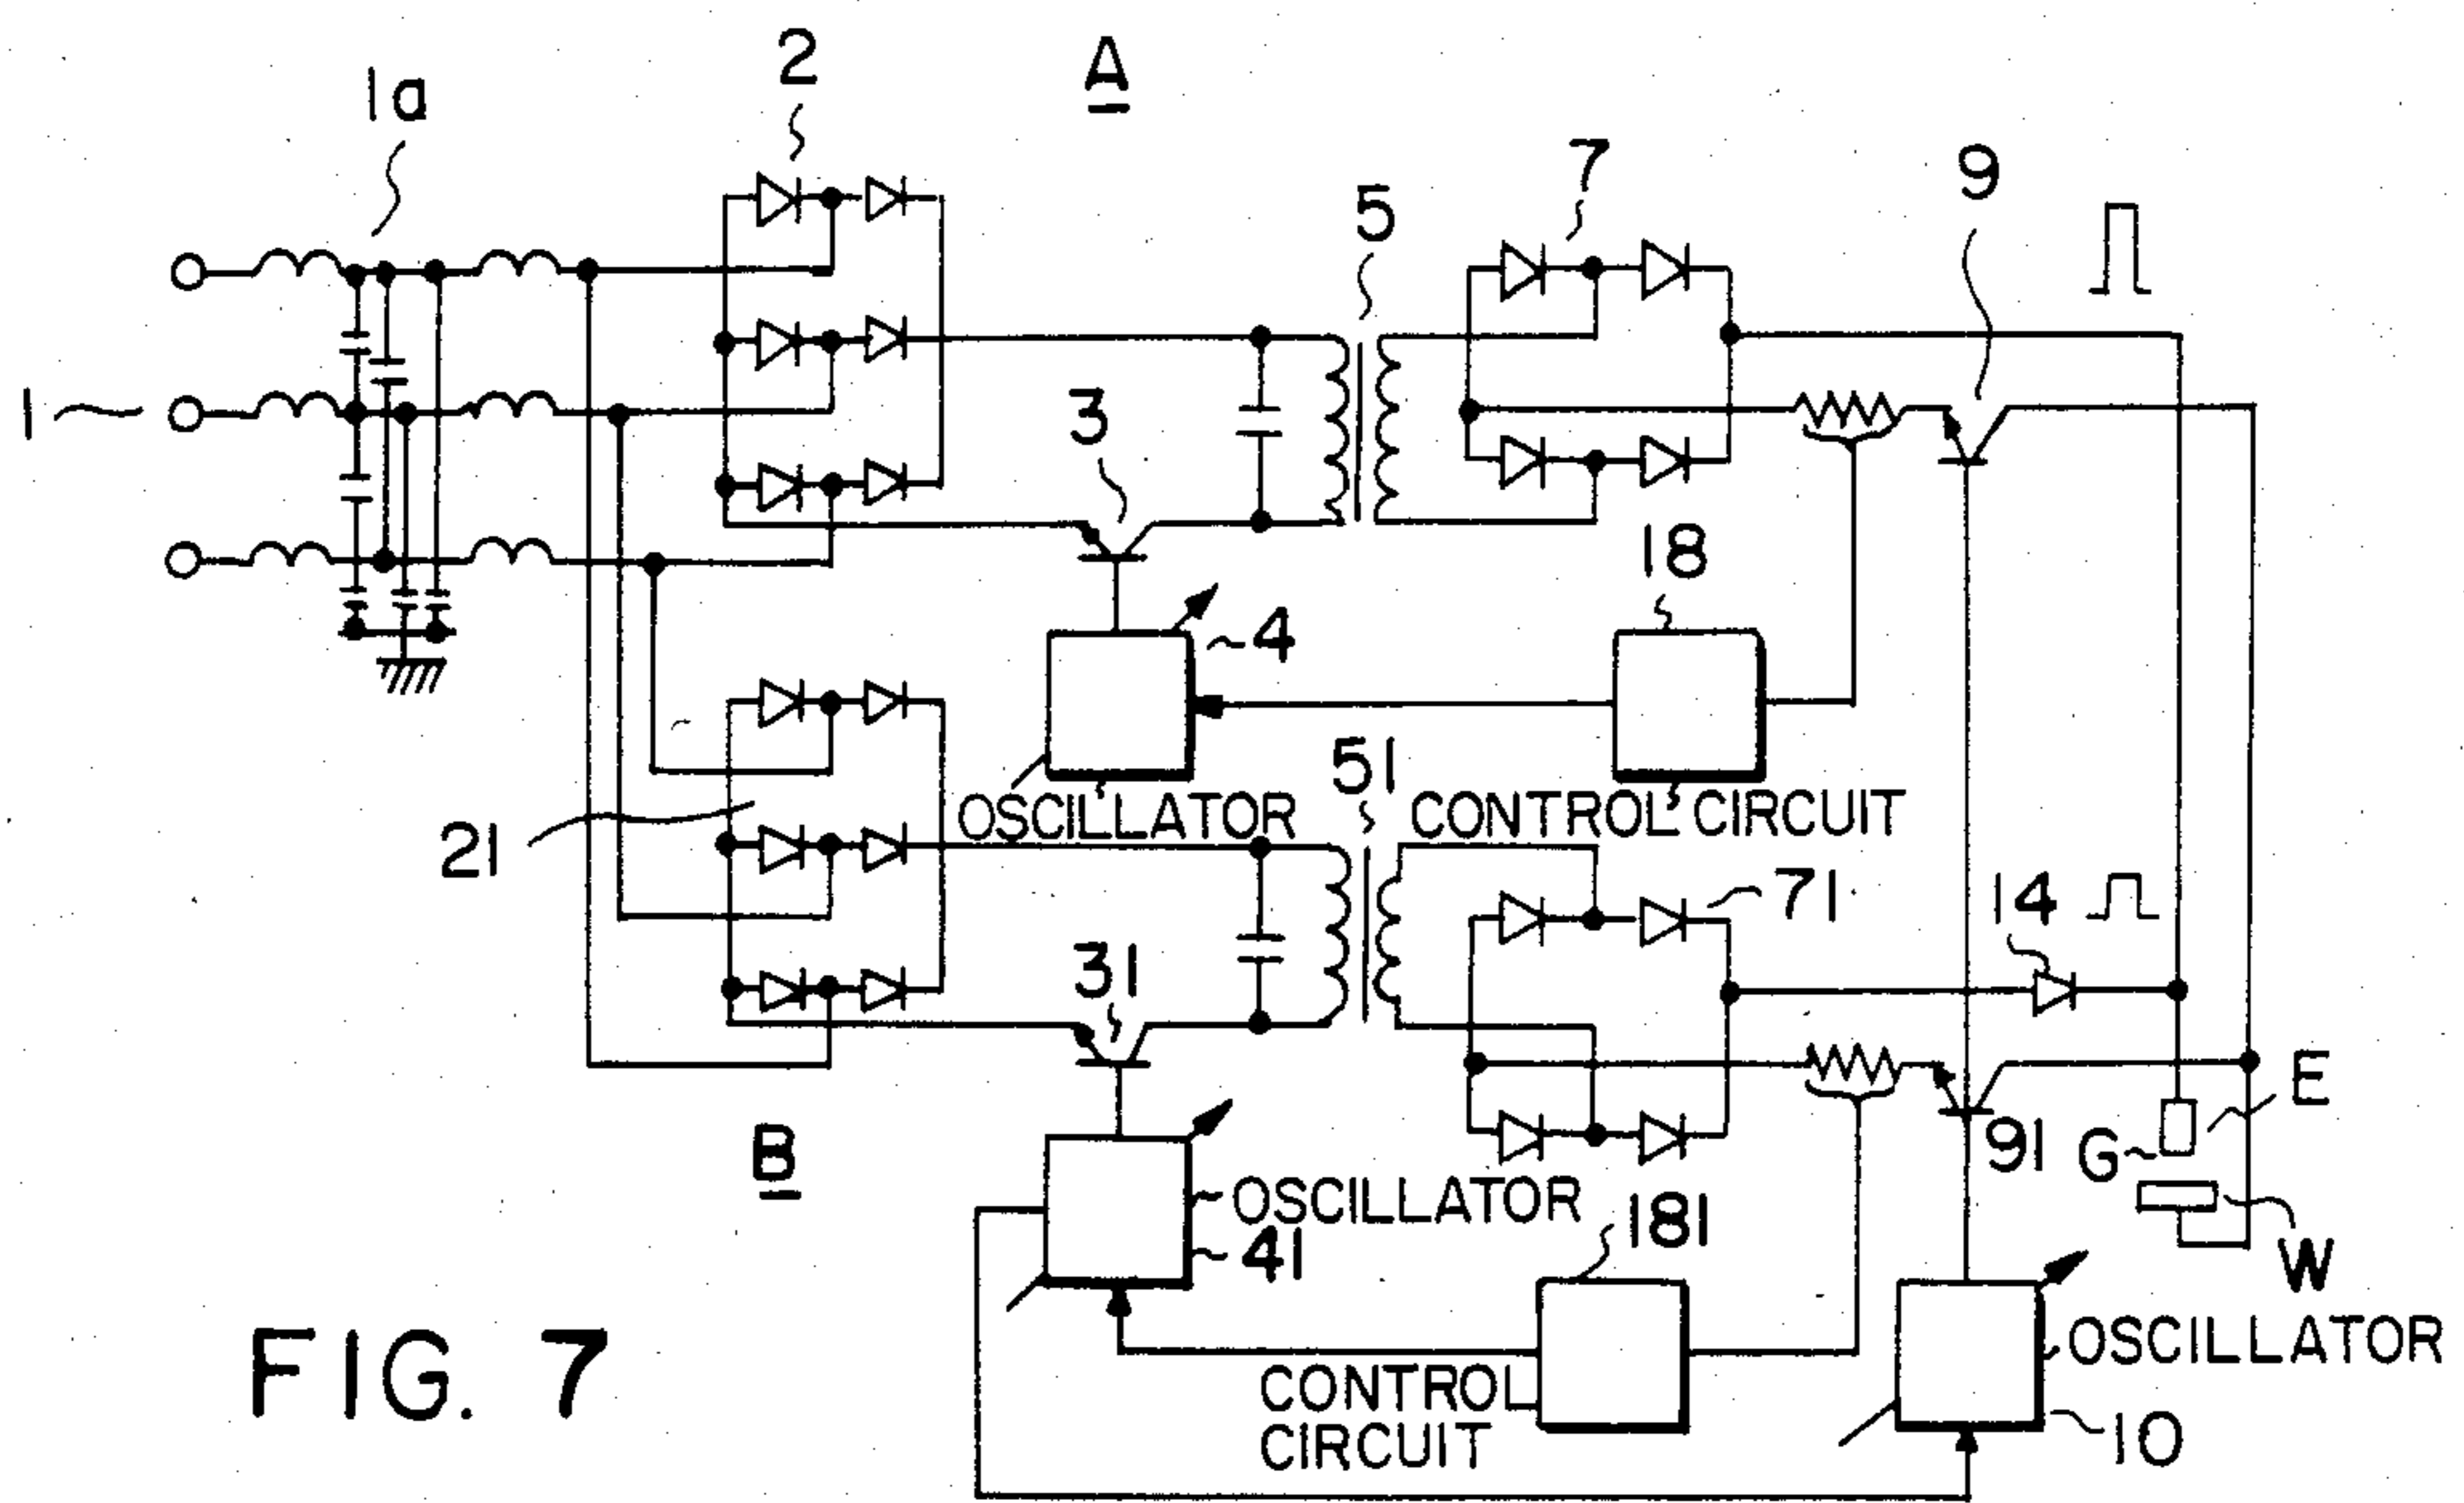 1a
2
A
7
5
9
1
3
18
4
51
OSCILLATOR
CONTROL CIRCUIT
21
71
14
31
E
B
91
G
OSCILLATOR
181
41
W
OSCILLATOR
CONTROL
CIRCUIT
10
FIG. 7